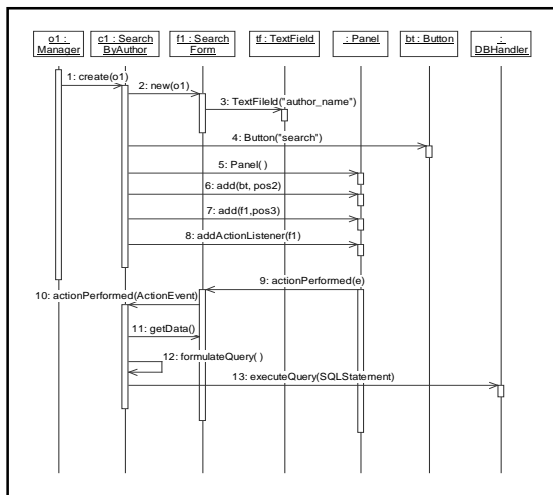 o1 :
Manager
c1 : Search
ByAuthor
f1 : Search
Form
tf : TextField
: Panel
bt : Button
:
DBHandler
1: create(o1)
2: new(o1)
3: TextFileld("author_name")
4: Button("search")
5: Panel( )
6: add(bt, pos2)
7: add(f1,pos3)
8: addActionListener(f1)
9: actionPerformed(e)
10: actionPerformed(ActionEvent)
11: getData()
12: formulateQuery( )
13: executeQuery(SQLStatement)